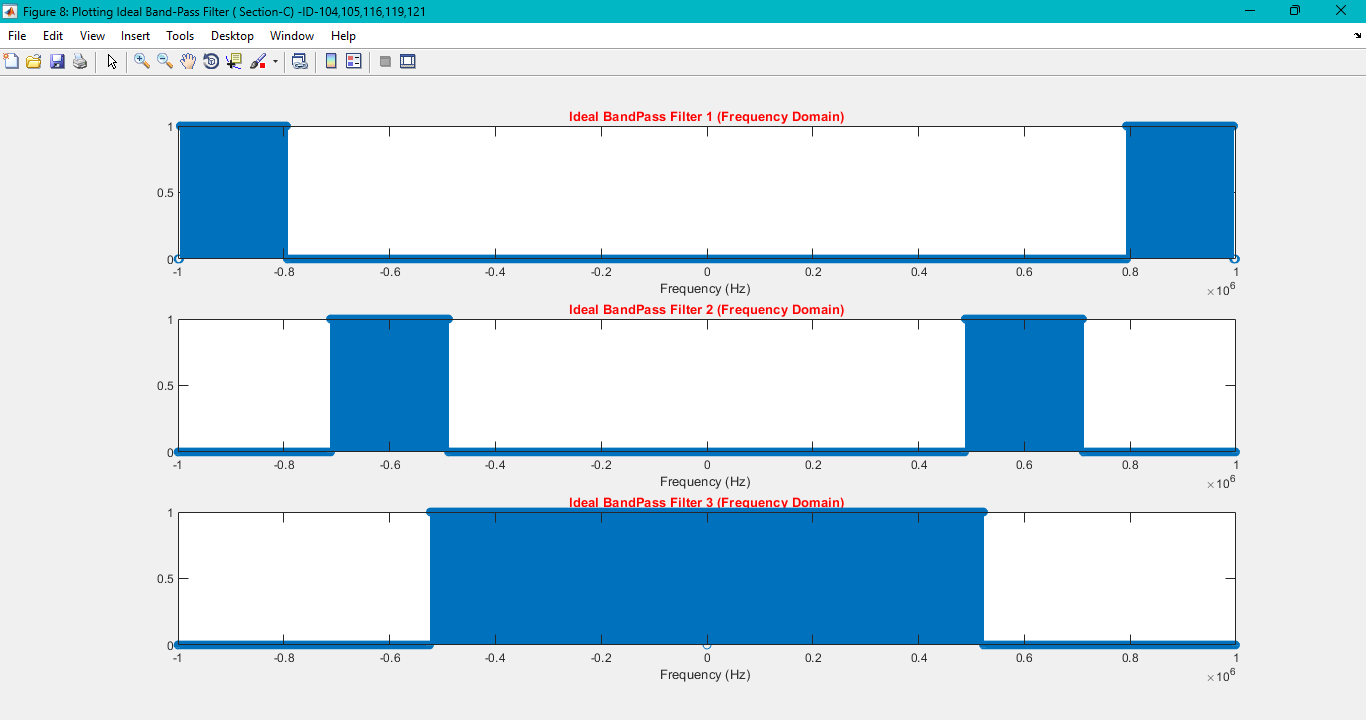 Figure 8: Plotting Ideal Band-Pass Filter ( Section-C) -ID-104,105,116,119,121
File Edit View Insert Tools Desktop Window Help
Ideal BandPass Filter 1 (Frequency Domain)
1
0.5
0
-1 -0.8 -0.6 -0.4 -0.2 0 0.2 0.4 0.6 0.8 1
Frequency (Hz)
×10^6
Ideal BandPass Filter 2 (Frequency Domain)
1
0.5
0
-1 -0.8 -0.6 -0.4 -0.2 0 0.2 0.4 0.6 0.8 1
Frequency (Hz)
×10^6
Ideal BandPass Filter 3 (Frequency Domain)
1
0.5
0
-1 -0.8 -0.6 -0.4 -0.2 0 0.2 0.4 0.6 0.8 1
Frequency (Hz)
×10^6